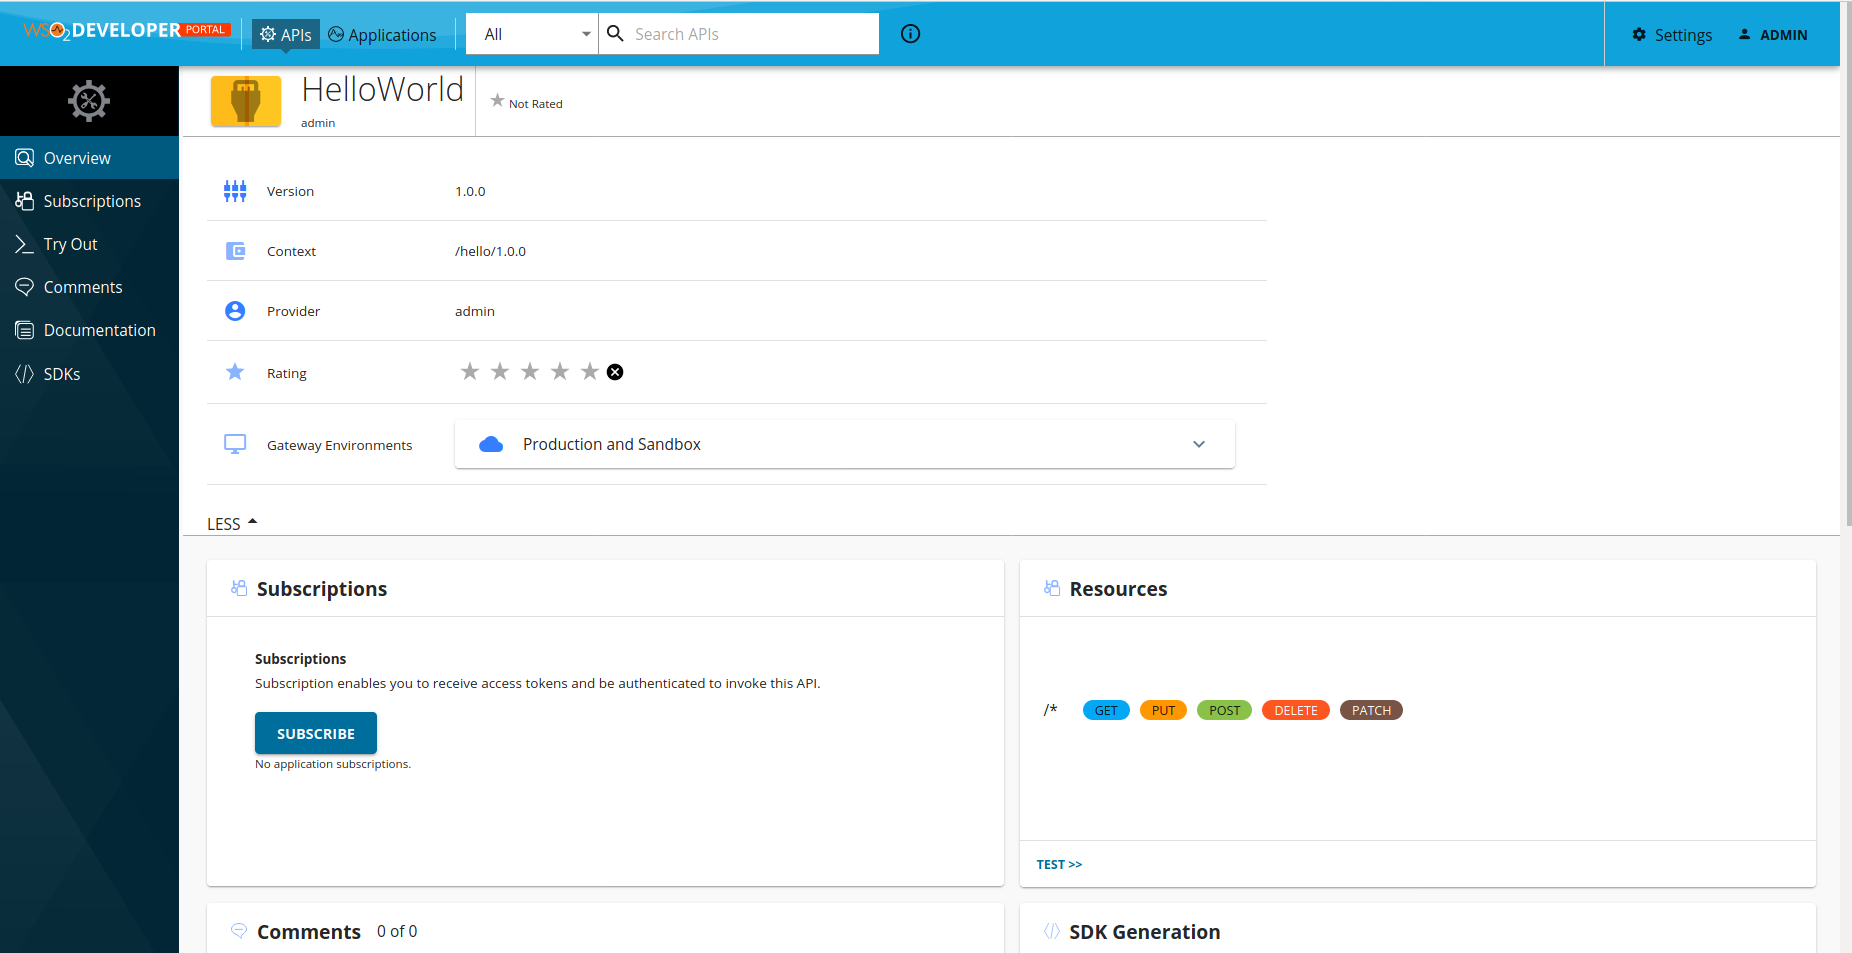 WSO2 DEVELOPER PORTAL
APIs
Applications
All
Search APIs
Settings
ADMIN
HelloWorld
admin
Not Rated
Overview
Subscriptions
Try Out
Comments
Documentation
SDKs
Version 1.0.0
Context /hello/1.0.0
Provider admin
Rating
Gateway Environments Production and Sandbox
LESS
Subscriptions
Subscriptions
Subscription enables you to receive access tokens and be authenticated to invoke this API.
SUBSCRIBE
No application subscriptions.
Resources
/* GET PUT POST DELETE PATCH
TEST >>
Comments 0 of 0
SDK Generation